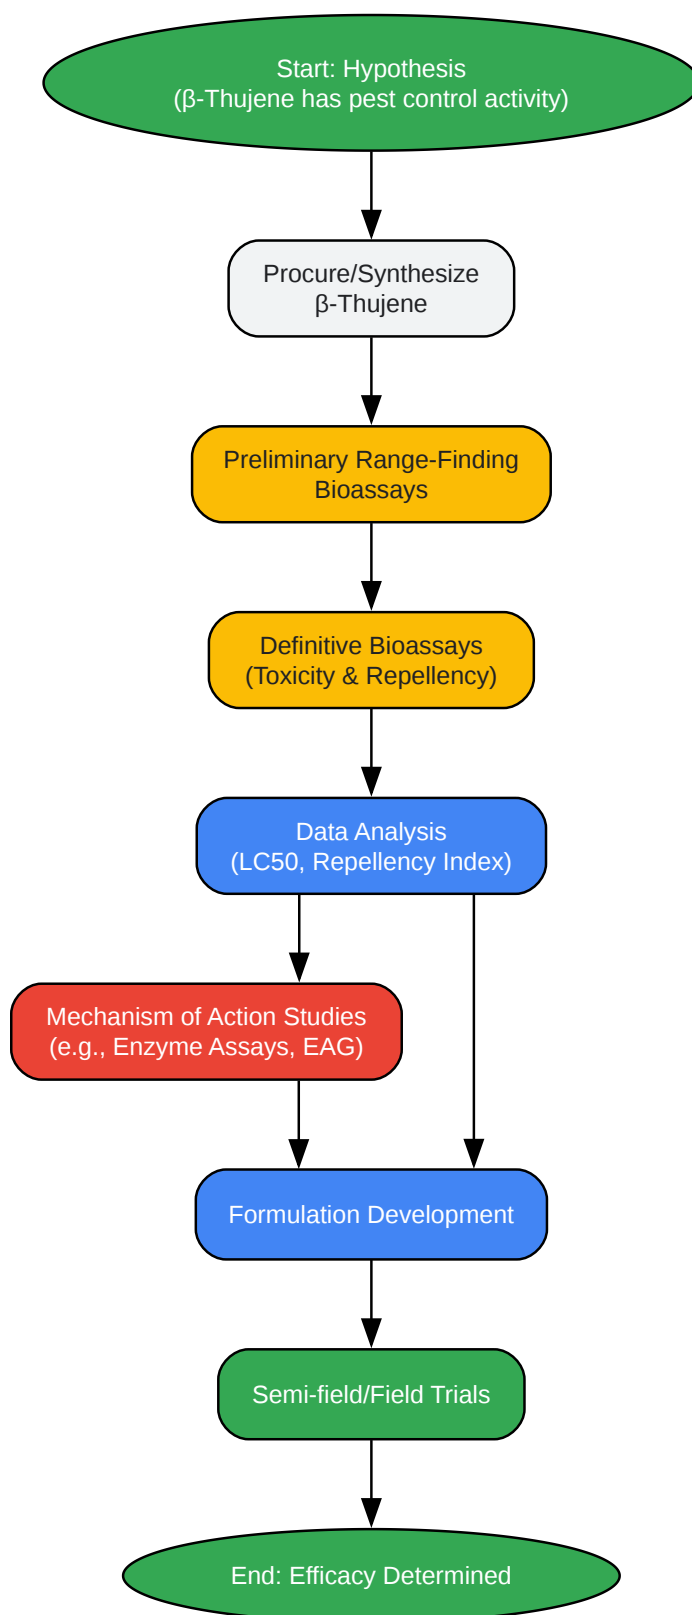 Start: Hypothesis
(β-Thujene has pest control activity)
Procure/Synthesize
β-Thujene
Preliminary Range-Finding
Bioassays
Definitive Bioassays
(Toxicity & Repellency)
Data Analysis
(LC50, Repellency Index)
Mechanism of Action Studies
(e.g., Enzyme Assays, EAG)
Formulation Development
Semi-field/Field Trials
End: Efficacy Determined